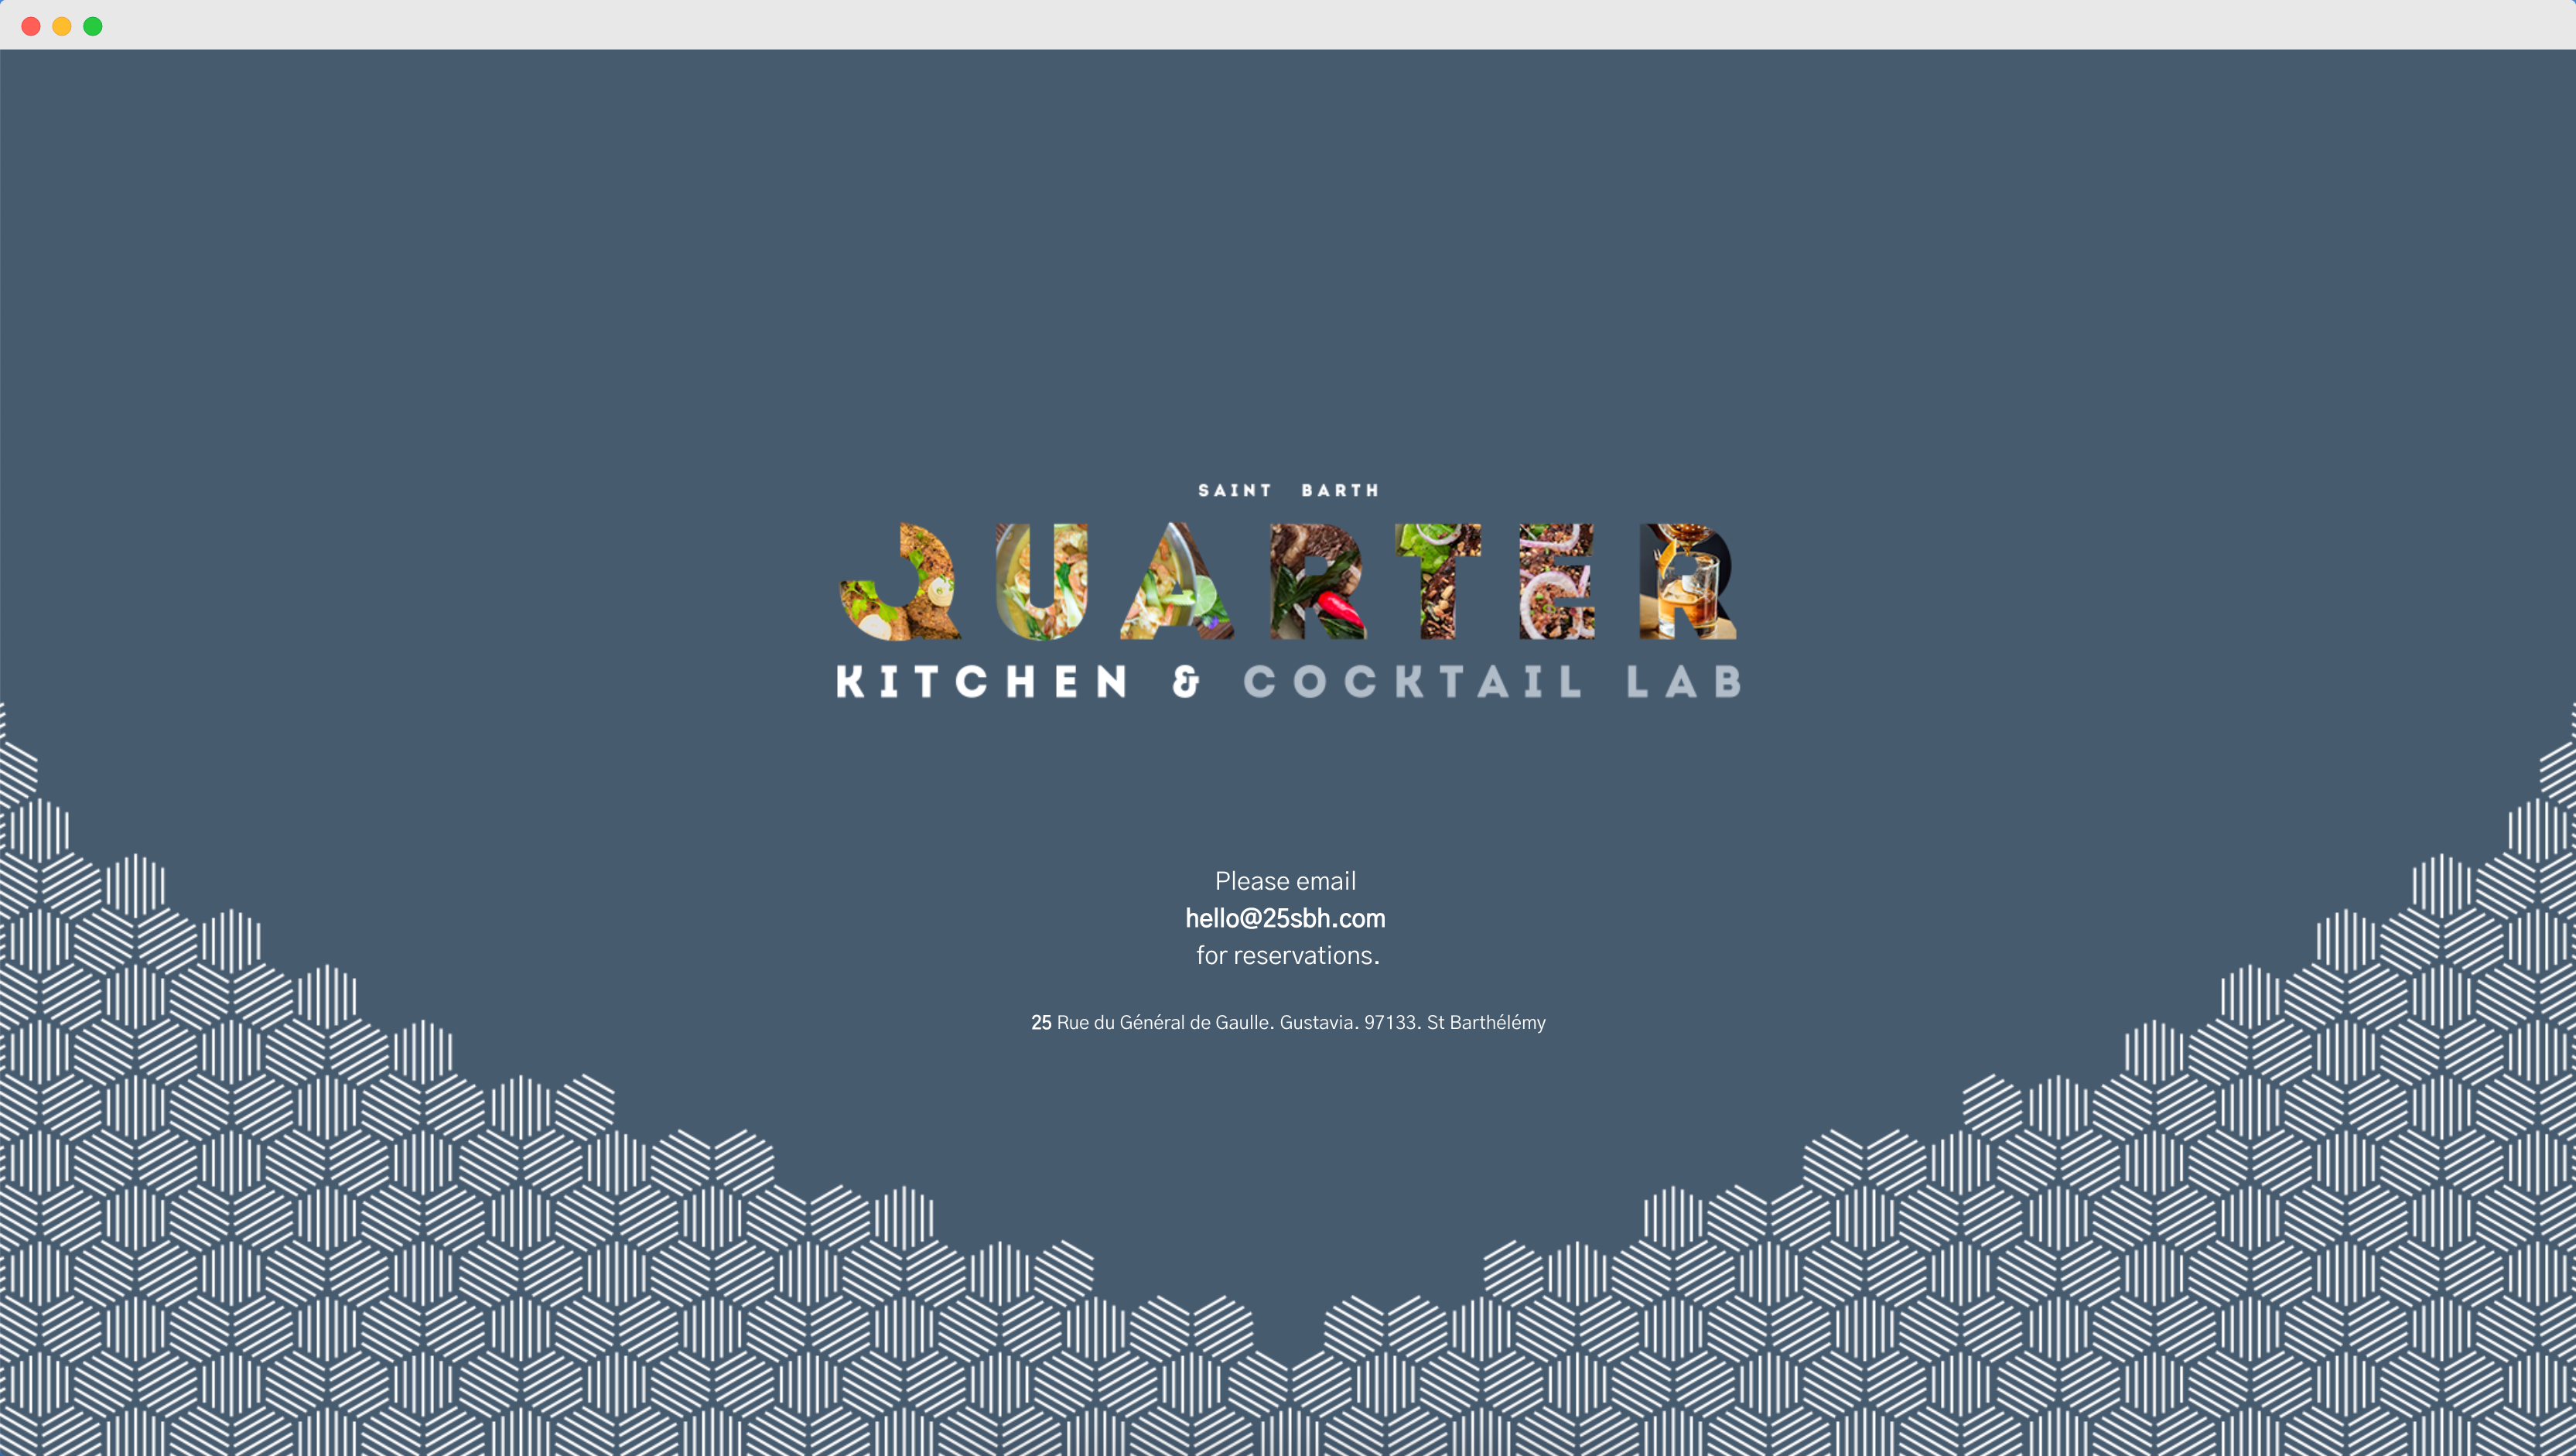 SAINT BARTH
QUARTER
KITCHEN & COCKTAIL LAB
Please email
hello@25sbh.com
for reservations.
25 Rue du Général de Gaulle. Gustavia. 97133. St Barthélémy